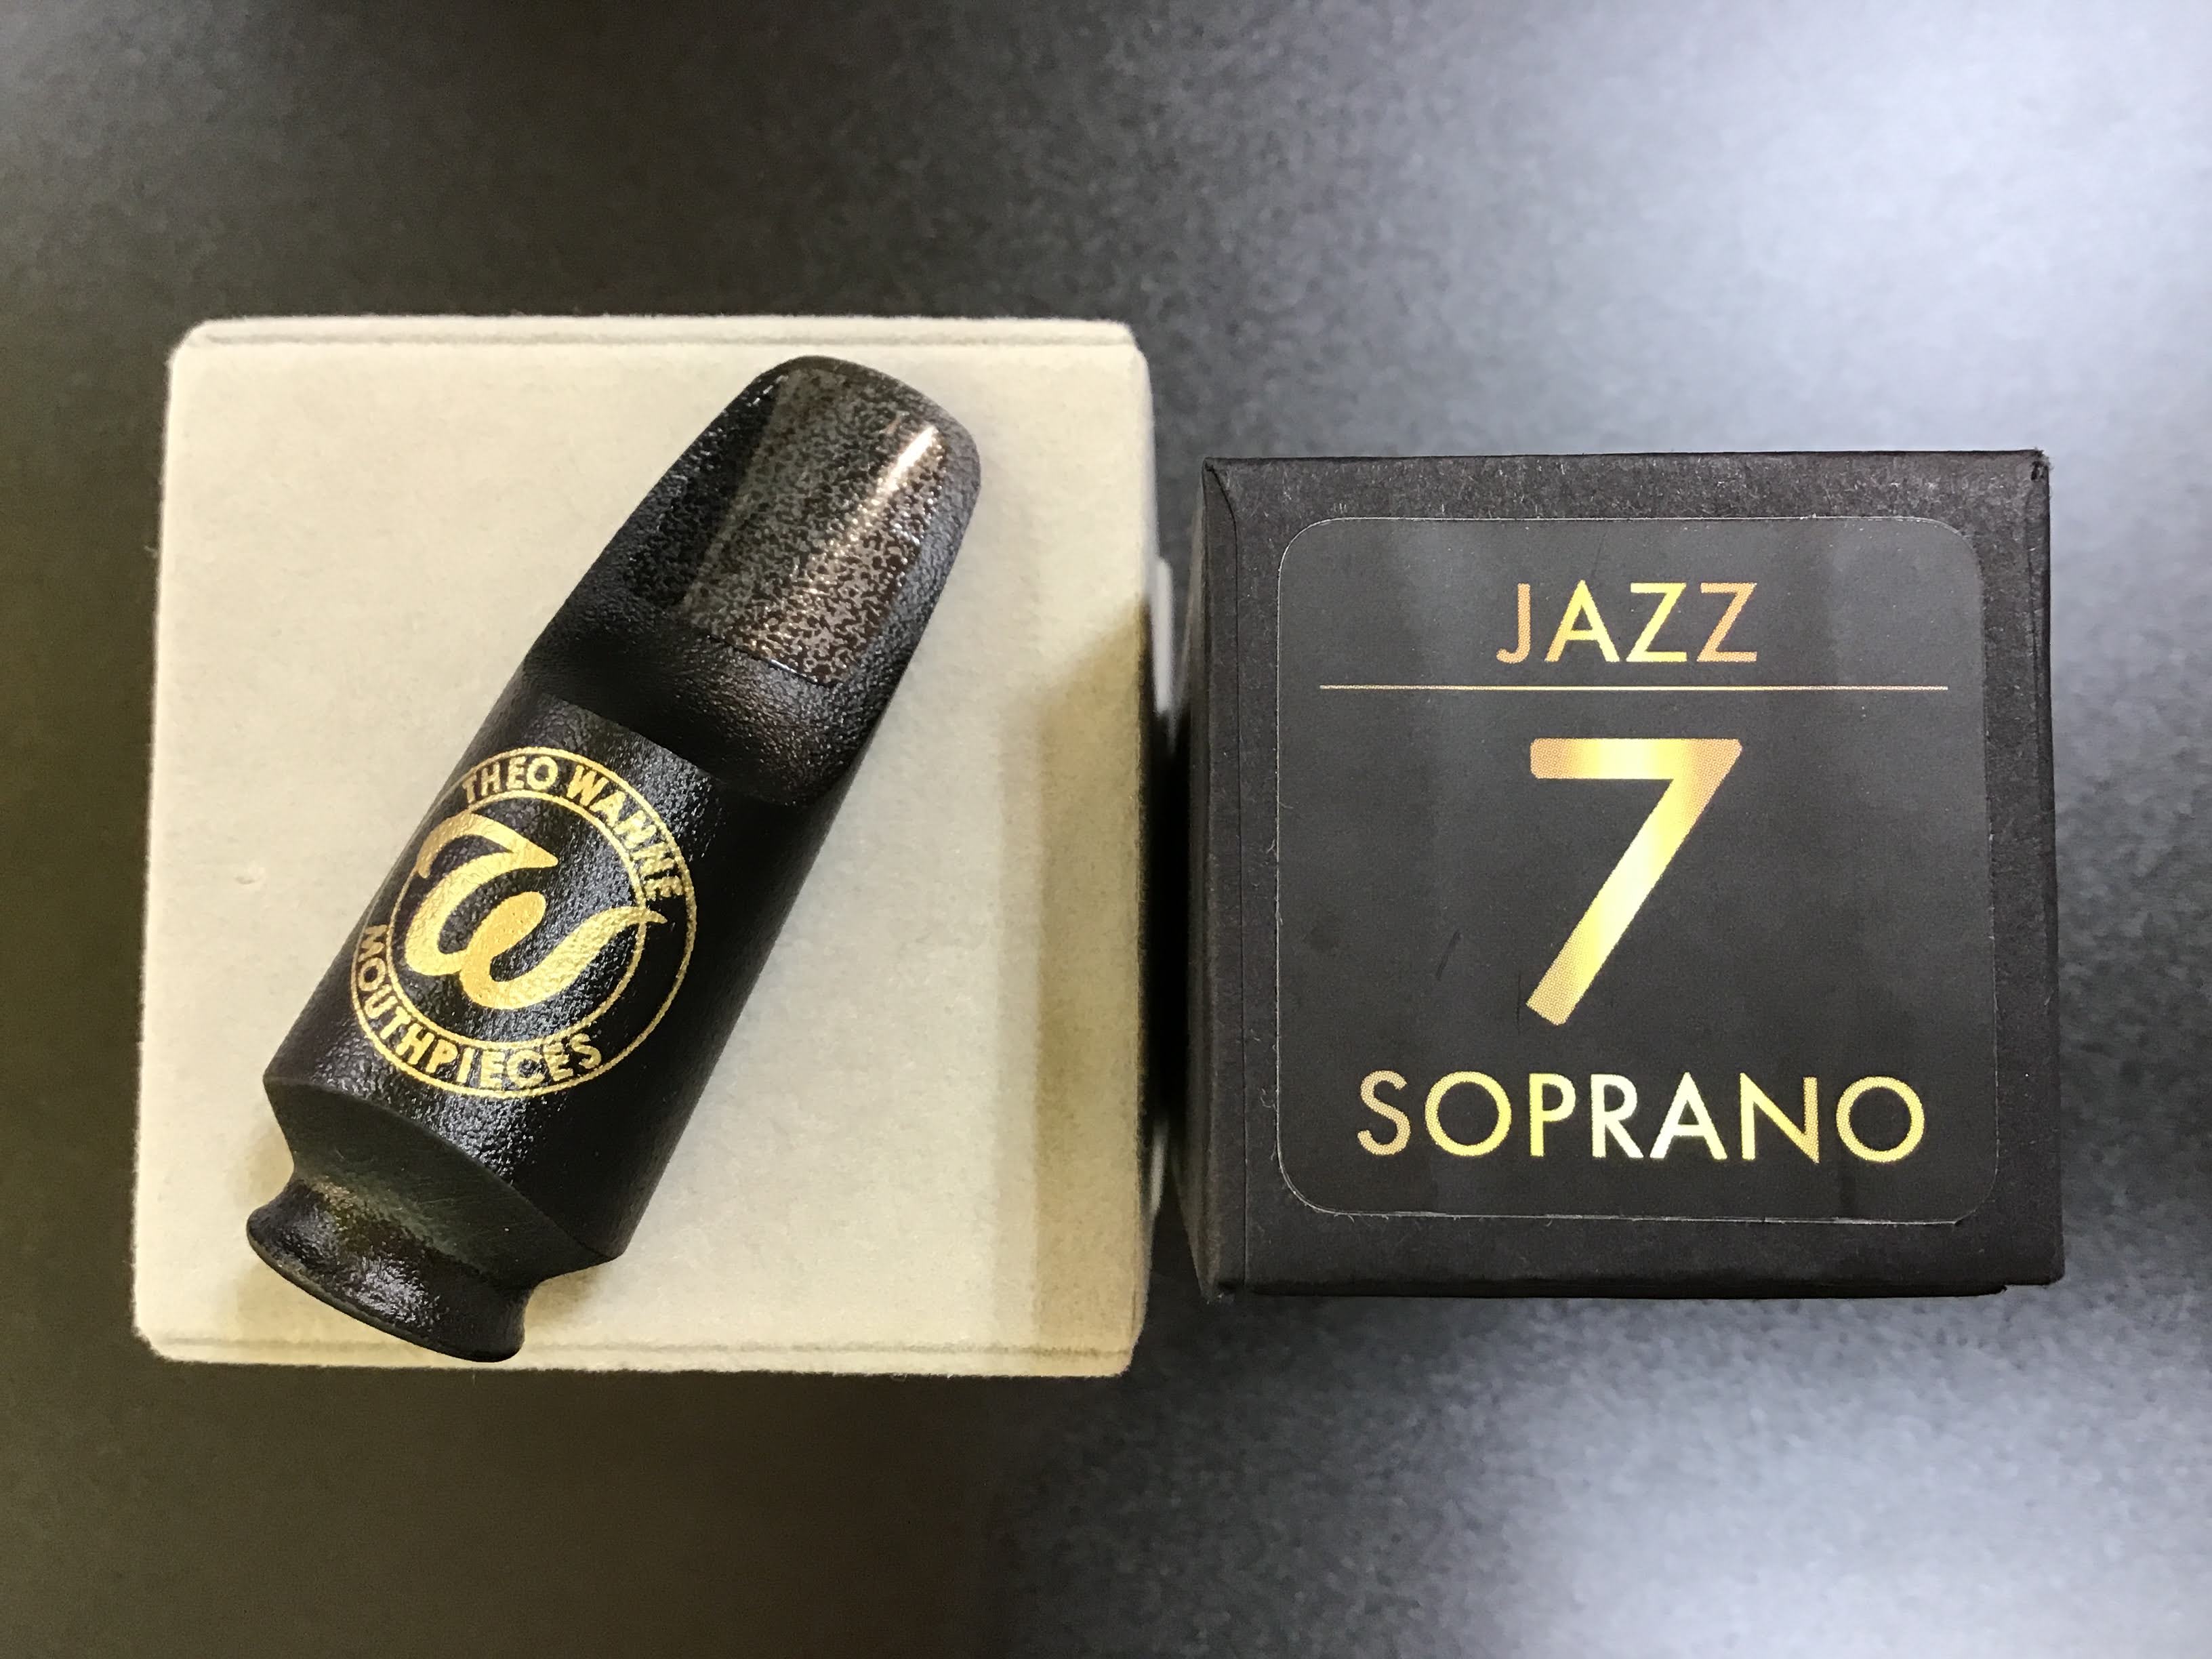 THEO WANNE
W
MOUTHPIECES
JAZZ
7
SOPRANO